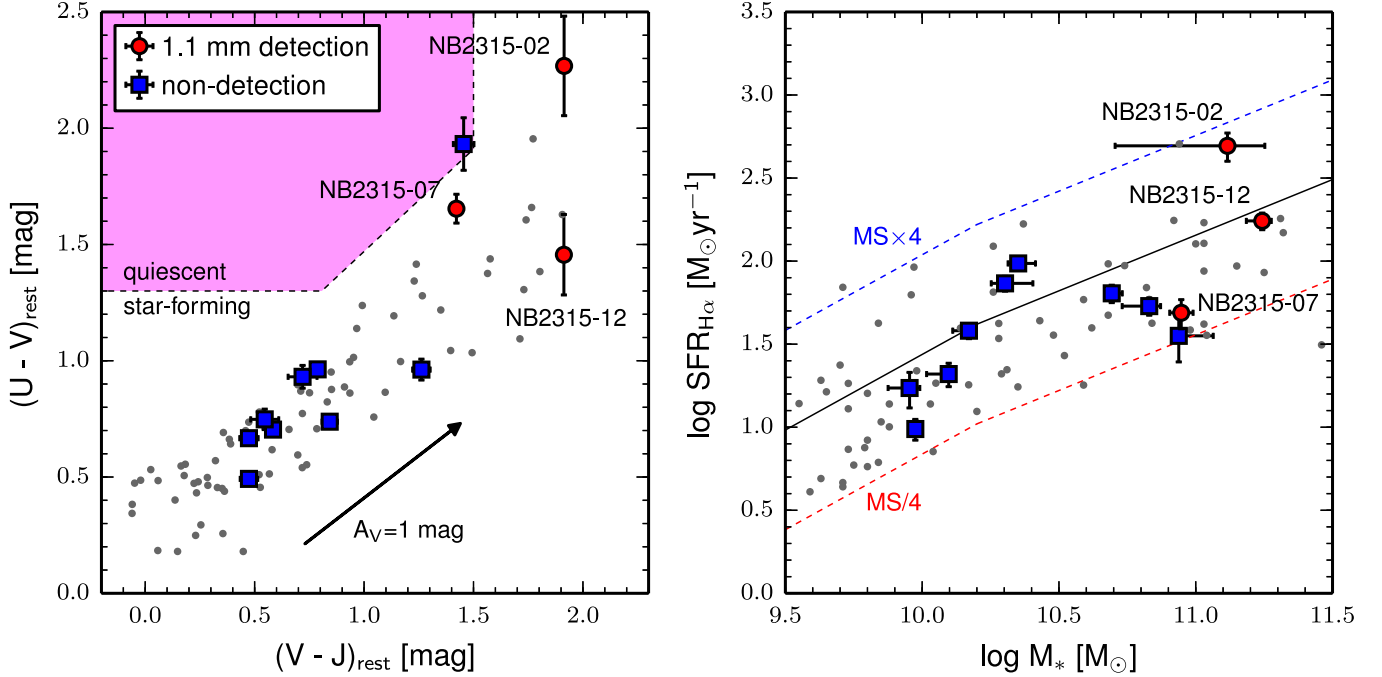 2.5
2.0
1.5
1.0
0.5
0.0
(U - V)rest [mag]
1.1 mm detection
non-detection
NB2315-02
NB2315-07
NB2315-12
quiescent
star-forming
A_V=1 mag
0.0 0.5 1.0 1.5 2.0
(V - J)rest [mag]
3.5
3.0
2.5
2.0
1.5
1.0
0.5
0.0
log SFR_Hα [M⊙yr⁻¹]
NB2315-02
NB2315-12
MS×4
NB2315-07
MS/4
9.5 10.0 10.5 11.0 11.5
log M* [M⊙]